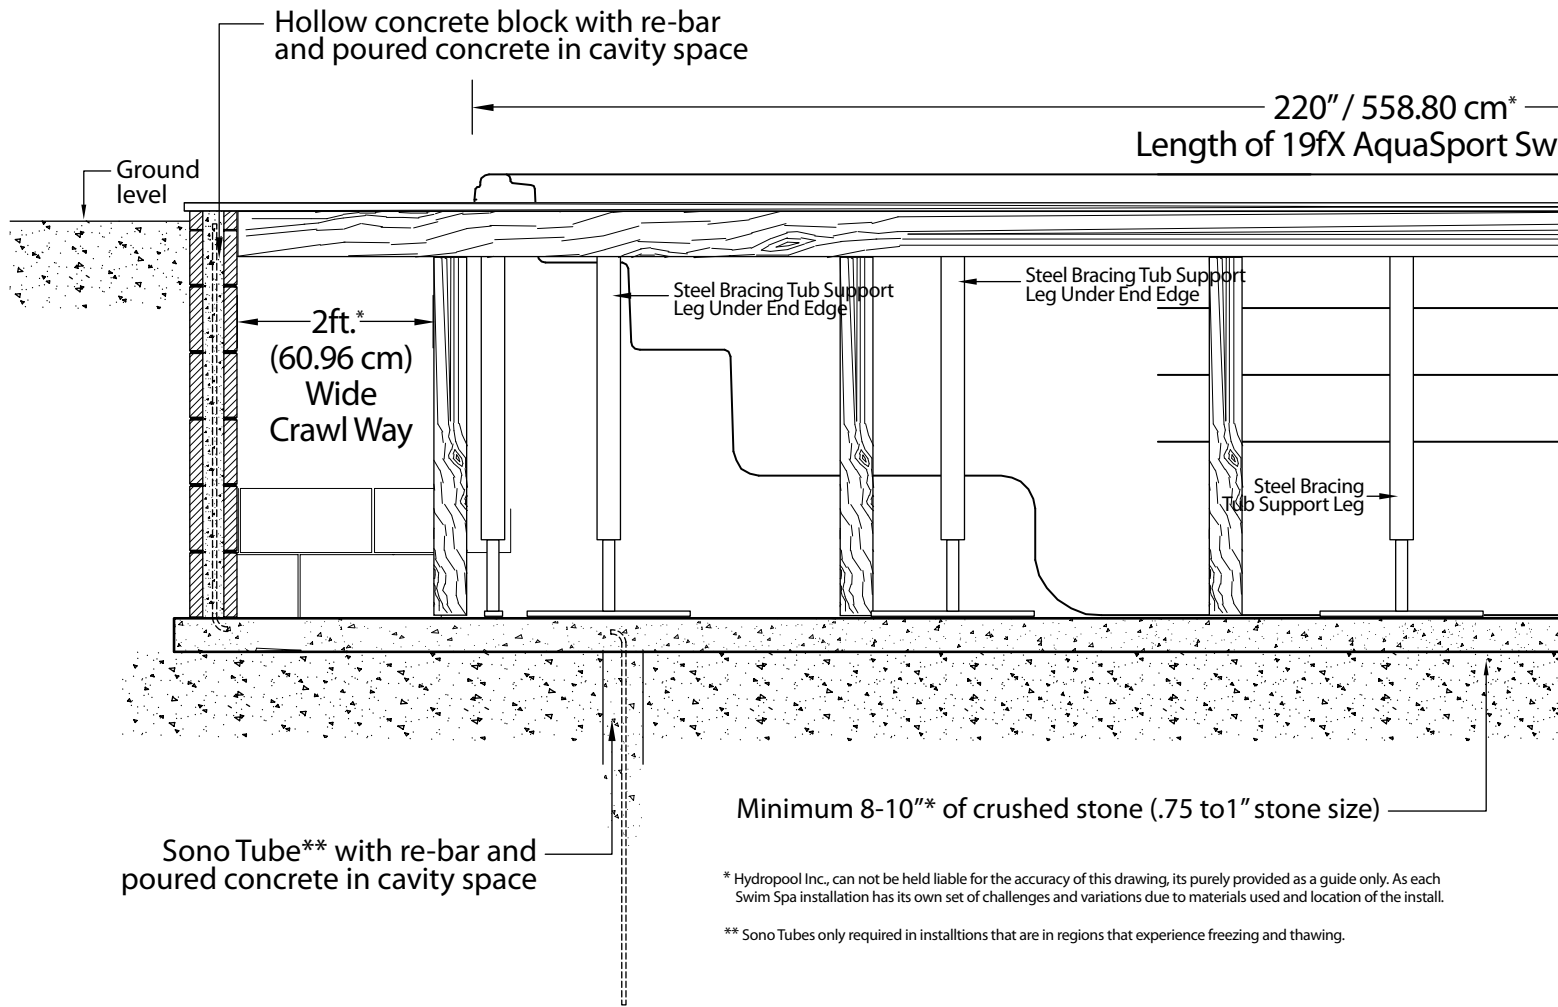 Hollow concrete block with re-bar
and poured concrete in cavity space
220" / 558.80 cm*
Length of 19fX AquaSport Sw
Ground
level
Steel Bracing Tub Support
Leg Under End Edge
Steel Bracing Tub Support
Leg Under End Edge
2ft.*
(60.96 cm)
Wide
Crawl Way
Steel Bracing
Tub Support Leg
Minimum 8-10"* of crushed stone (.75 to1" stone size)
Sono Tube** with re-bar and
poured concrete in cavity space
* Hydropool Inc., can not be held liable for the accuracy of this drawing, its purely provided as a guide only. As each
Swim Spa installation has its own set of challenges and variations due to materials used and location of the install.
** Sono Tubes only required in installtions that are in regions that experience freezing and thawing.